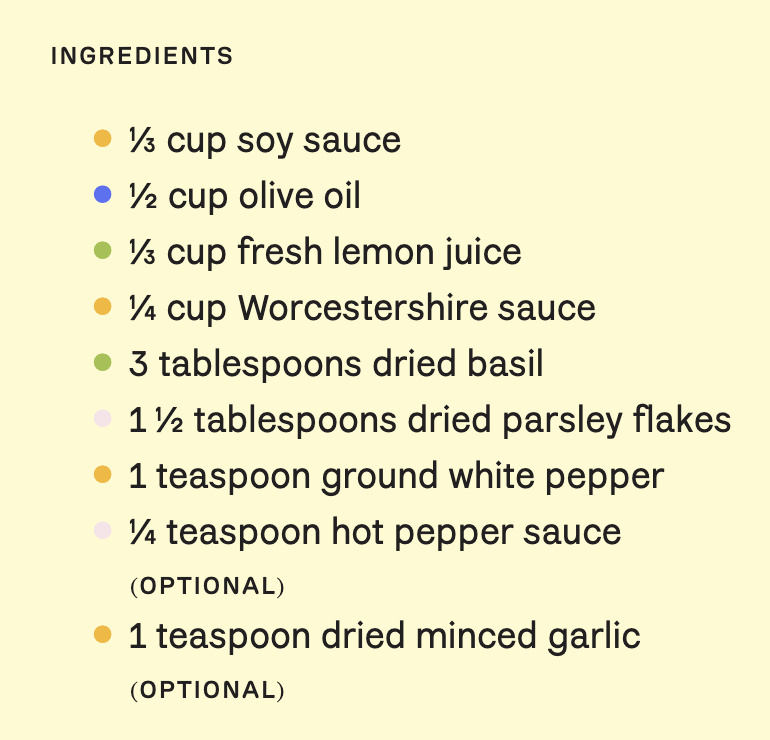 INGREDIENTS
⅓ cup soy sauce
½ cup olive oil
⅓ cup fresh lemon juice
¼ cup Worcestershire sauce
3 tablespoons dried basil
1 ½ tablespoons dried parsley flakes
1 teaspoon ground white pepper
¼ teaspoon hot pepper sauce
(OPTIONAL)
1 teaspoon dried minced garlic
(OPTIONAL)